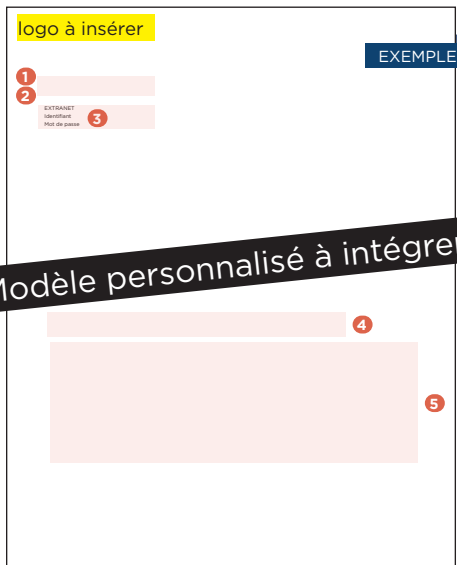 logo à insérer
EXEMPLE
1
2
EXTRANET
Identifiant
Mot de passe
3
Modèle personnalisé à intégrer
4
5